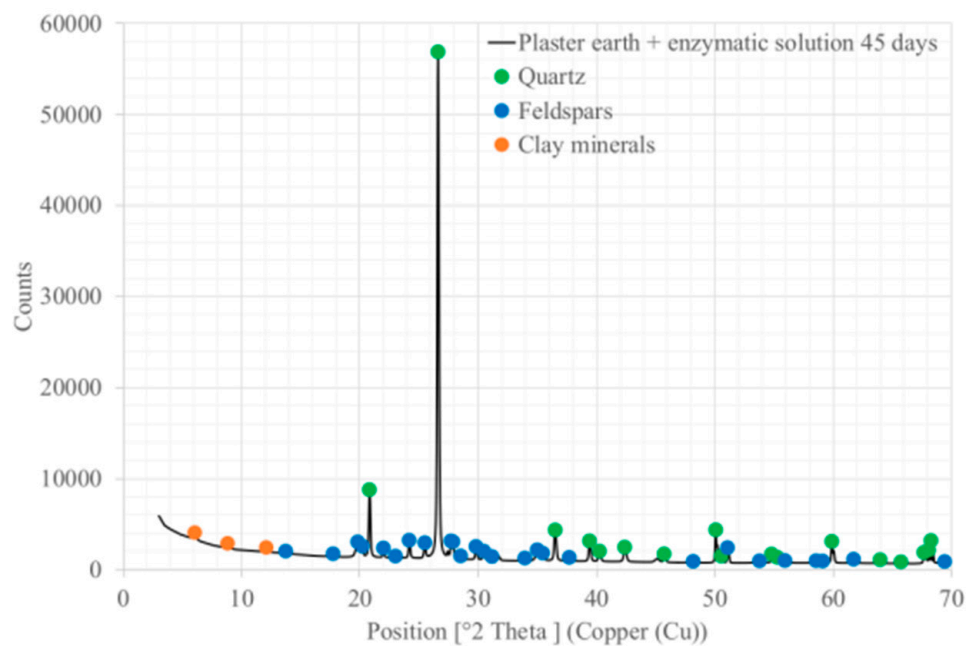 60000
50000
40000
30000
20000
10000
0
Counts
Plaster earth + enzymatic solution 45 days
Quartz
Feldspars
Clay minerals
0 10 20 30 40 50 60 70
Position [°2 Theta ] (Copper (Cu))